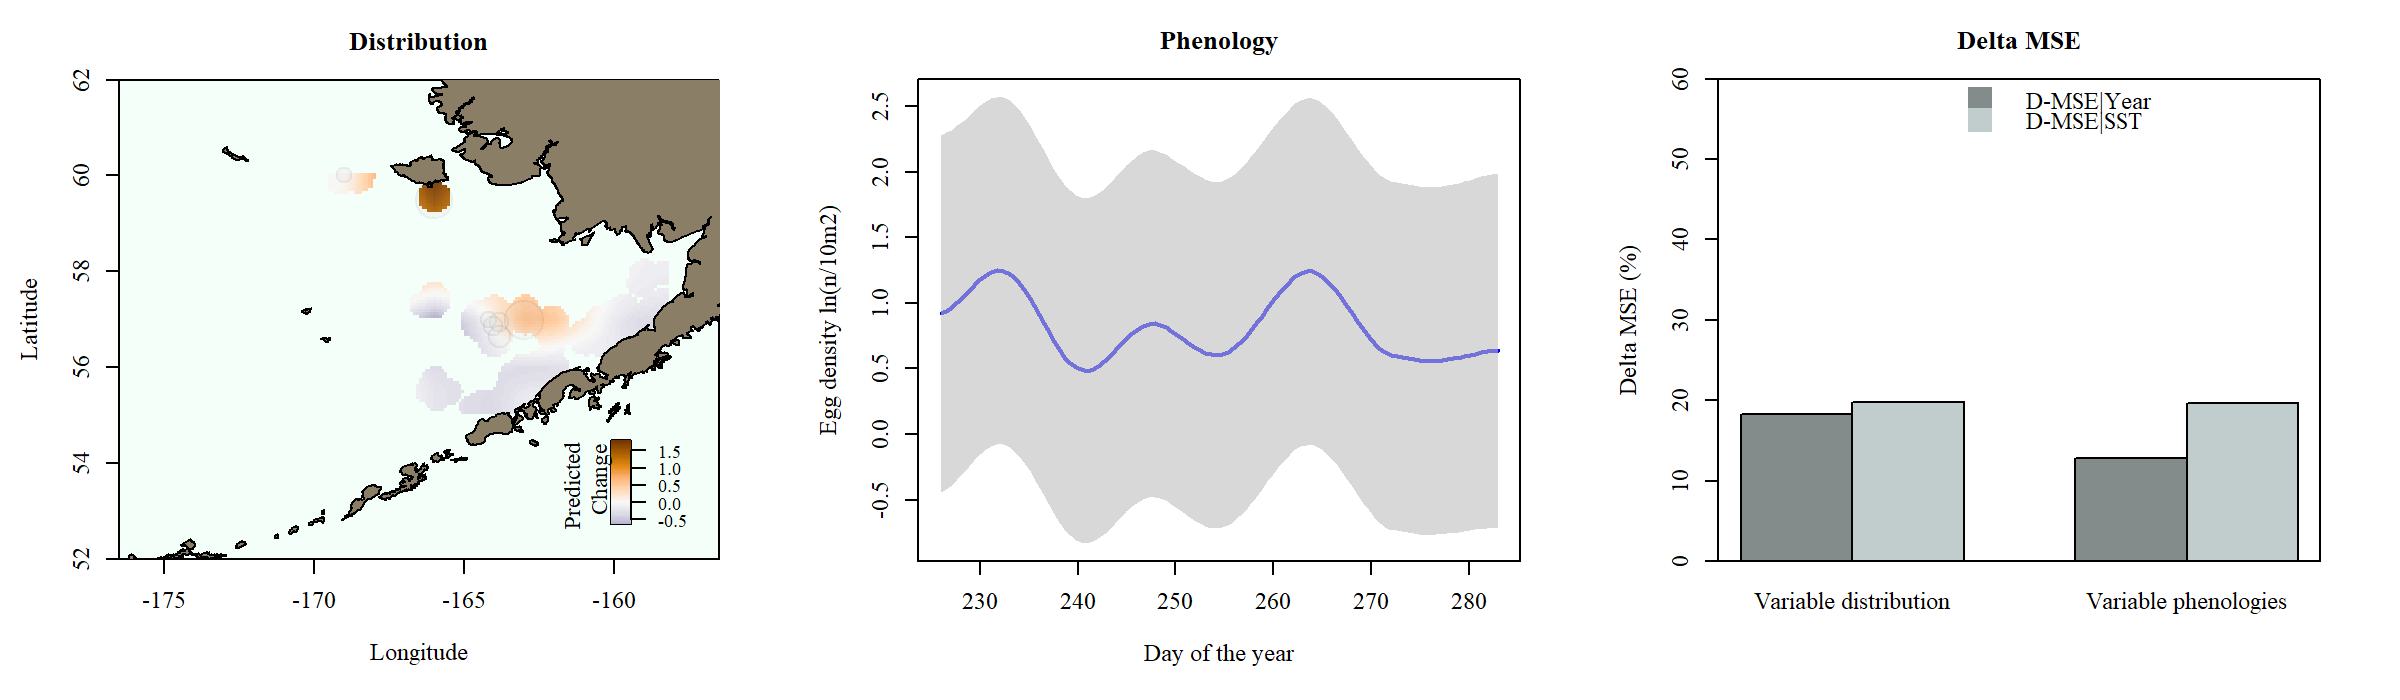 Distribution
Latitude
62
60
58
56
54
52
-175
-170
-165
-160
Longitude
Predicted
Change
1.5
1.0
0.5
0.0
-0.5
Phenology
Egg density ln(n/10m2)
2.5
2.0
1.5
1.0
0.5
0.0
-0.5
230
240
250
260
270
280
Day of the year
Delta MSE
Delta MSE (%)
60
50
40
30
20
10
0
D-MSE|Year
D-MSE|SST
Variable distribution
Variable phenologies